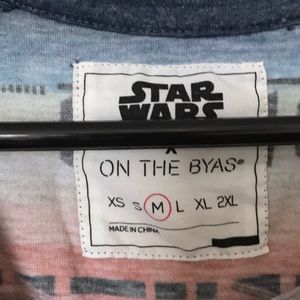 STAR
WARS
X
ON THE BYAS®
XS S M L XL 2XL
MADE IN CHINA